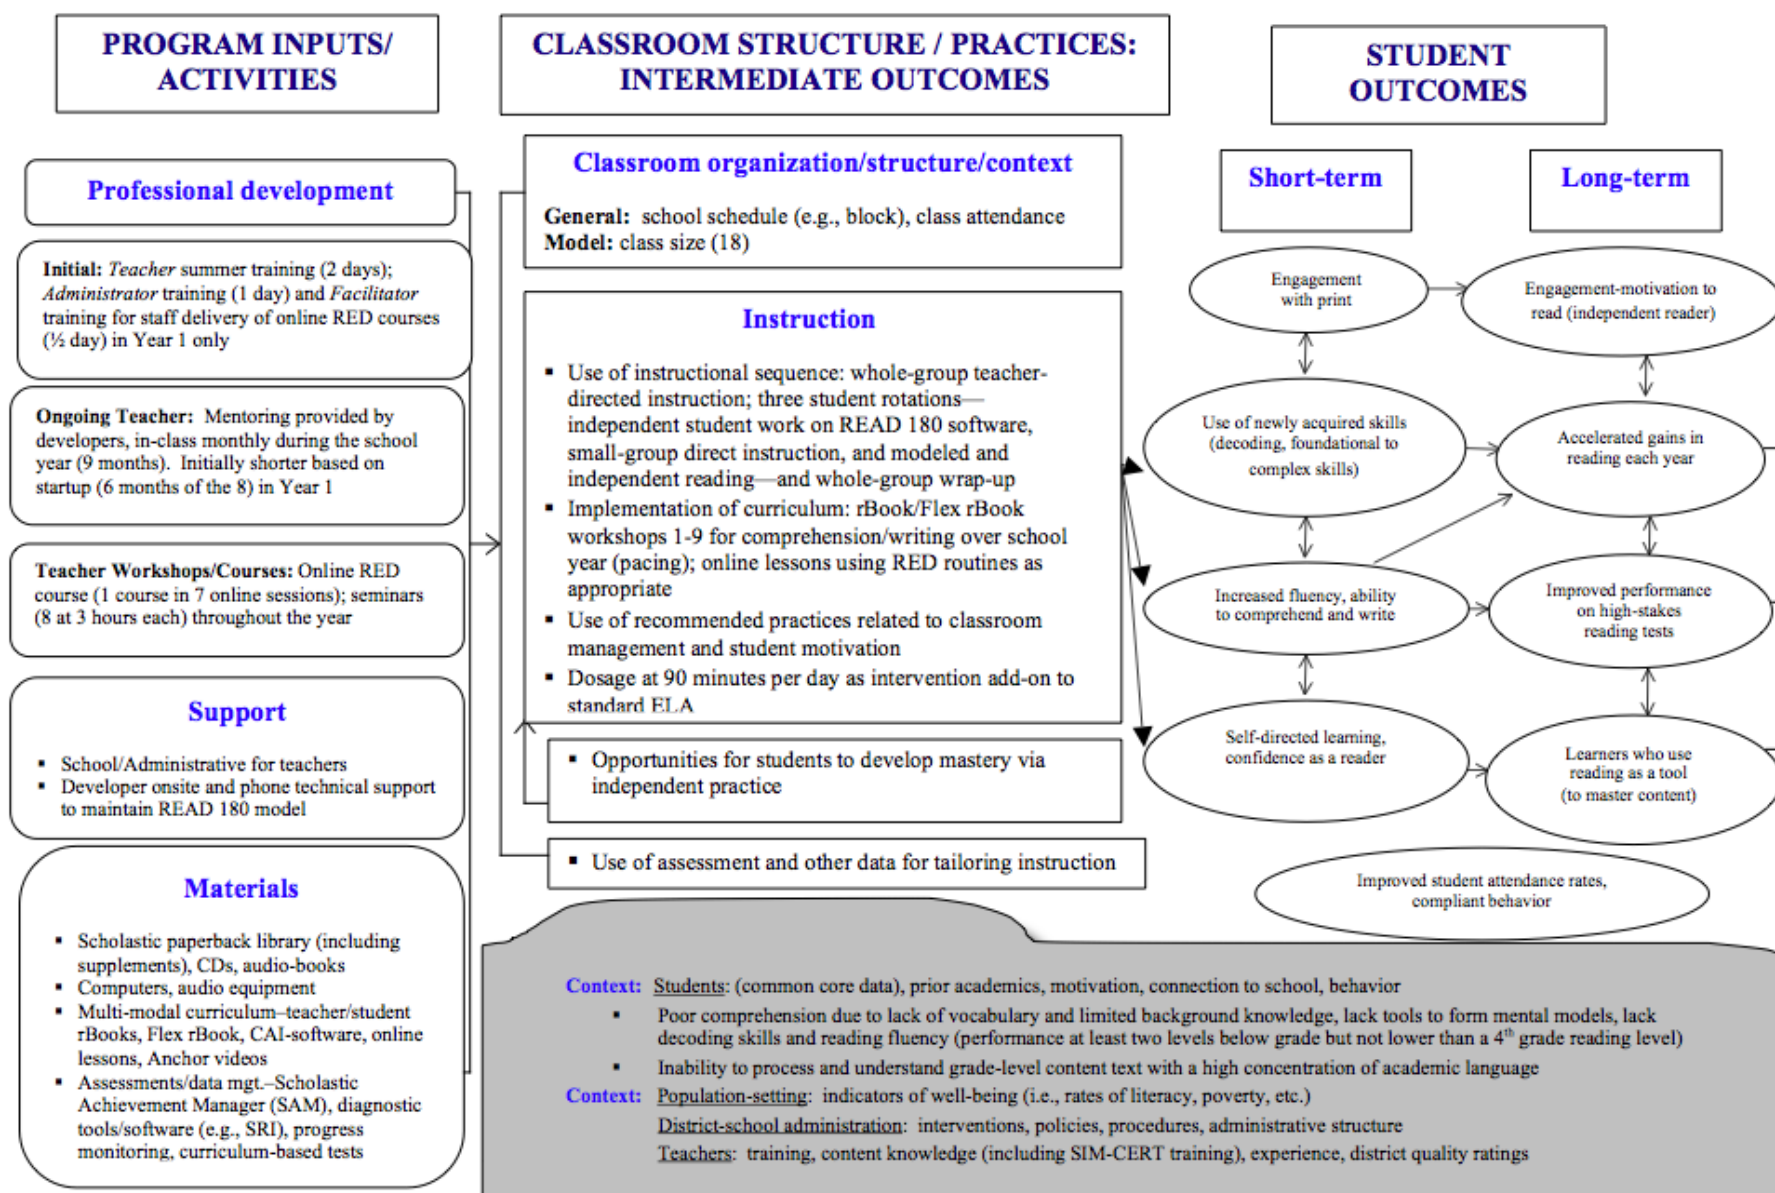 PROGRAM INPUTS/
ACTIVITIES
CLASSROOM STRUCTURE / PRACTICES:
INTERMEDIATE OUTCOMES
STUDENT
OUTCOMES
Professional development
Initial: Teacher summer training (2 days);
Administrator training (1 day) and Facilitator
training for staff delivery of online RED courses
(½ day) in Year 1 only
Ongoing Teacher: Mentoring provided by
developers, in-class monthly during the school
year (9 months). Initially shorter based on
startup (6 months of the 8) in Year 1
Teacher Workshops/Courses: Online RED
course (1 course in 7 online sessions); seminars
(8 at 3 hours each) throughout the year
Support
▪ School/Administrative for teachers
▪ Developer onsite and phone technical support
to maintain READ 180 model
Materials
▪ Scholastic paperback library (including
supplements), CDs, audio-books
▪ Computers, audio equipment
▪ Multi-modal curriculum–teacher/student
rBooks, Flex rBook, CAI-software, online
lessons, Anchor videos
▪ Assessments/data mgt.–Scholastic
Achievement Manager (SAM), diagnostic
tools/software (e.g., SRI), progress
monitoring, curriculum-based tests
Classroom organization/structure/context
General: school schedule (e.g., block), class attendance
Model: class size (18)
Instruction
▪ Use of instructional sequence: whole-group teacher-
directed instruction; three student rotations—
independent student work on READ 180 software,
small-group direct instruction, and modeled and
independent reading—and whole-group wrap-up
▪ Implementation of curriculum: rBook/Flex rBook
workshops 1-9 for comprehension/writing over school
year (pacing); online lessons using RED routines as
appropriate
▪ Use of recommended practices related to classroom
management and student motivation
▪ Dosage at 90 minutes per day as intervention add-on to
standard ELA
▪ Opportunities for students to develop mastery via
independent practice
▪ Use of assessment and other data for tailoring instruction
Short-term
Long-term
Engagement
with print
Engagement-motivation to
read (independent reader)
Use of newly acquired skills
(decoding, foundational to
complex skills)
Accelerated gains in
reading each year
Increased fluency, ability
to comprehend and write
Improved performance
on high-stakes
reading tests
Self-directed learning,
confidence as a reader
Learners who use
reading as a tool
(to master content)
Improved student attendance rates,
compliant behavior
Context: Students: (common core data), prior academics, motivation, connection to school, behavior
▪ Poor comprehension due to lack of vocabulary and limited background knowledge, lack tools to form mental models, lack
decoding skills and reading fluency (performance at least two levels below grade but not lower than a 4th grade reading level)
▪ Inability to process and understand grade-level content text with a high concentration of academic language
Context: Population-setting: indicators of well-being (i.e., rates of literacy, poverty, etc.)
District-school administration: interventions, policies, procedures, administrative structure
Teachers: training, content knowledge (including SIM-CERT training), experience, district quality ratings